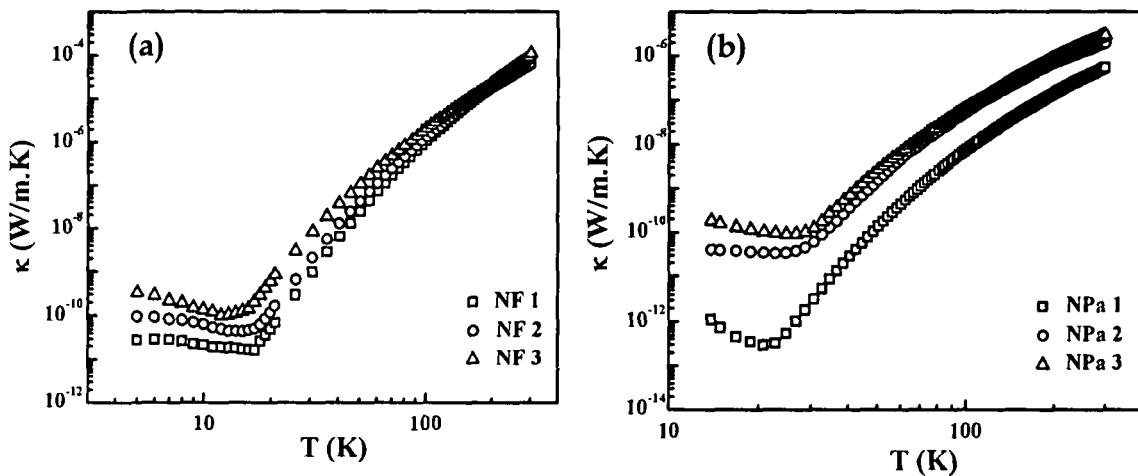 (a)
κ (W/m.K)
10⁻⁴
10⁻⁶
10⁻⁸
10⁻¹⁰
10⁻¹²
10
100
T (K)
NF 1
NF 2
NF 3
(b)
κ (W/m.K)
10⁻⁶
10⁻⁸
10⁻¹⁰
10⁻¹²
10⁻¹⁴
10
100
T (K)
NPa 1
NPa 2
NPa 3